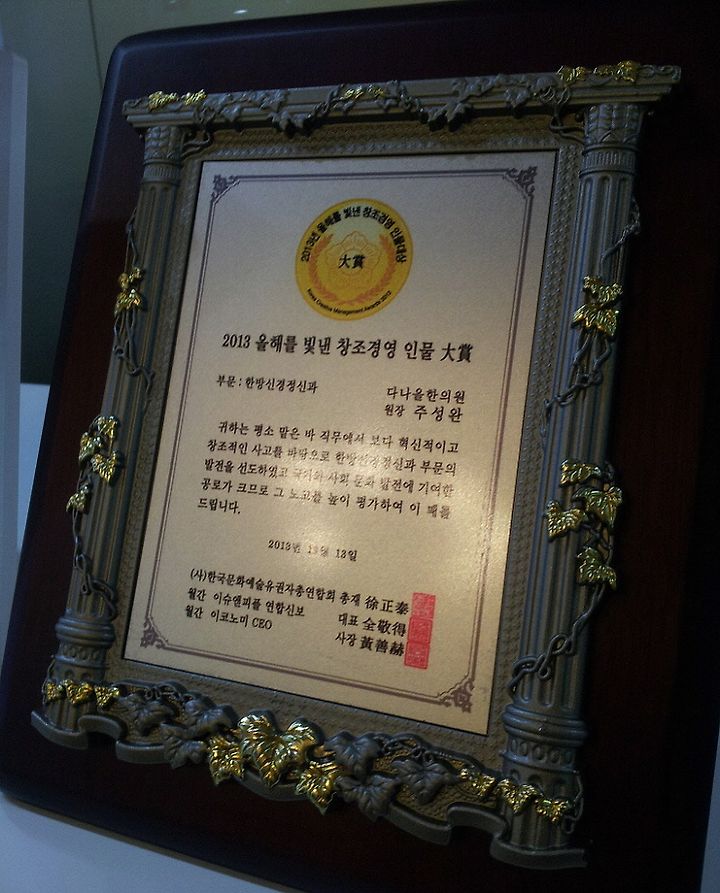 2013년 올해를 빛낸 창조경영 인물대상
大賞
Korea Creative Management Awards 2013
2013 올해를 빛낸 창조경영 인물 大賞
부문 : 한방신경정신과
다나을한의원
원장 주성완
귀하는 평소 맡은 바 직무에서 보다 혁신적이고
창조적인 사고를 바탕으로 한방신경정신과 부문의
발전을 선도하였고 국가와 사회 문화 발전에 기여한
공로가 크므로 그 노고를 높이 평가하여 이 패를
드립니다.
2013년 월 13일
(사)한국문화예술유권자총연합회 총재 徐正泰
월간 이슈앤피플 연합신보 대표 全敬得
월간 이코노미 CEO 사장 黃善赫